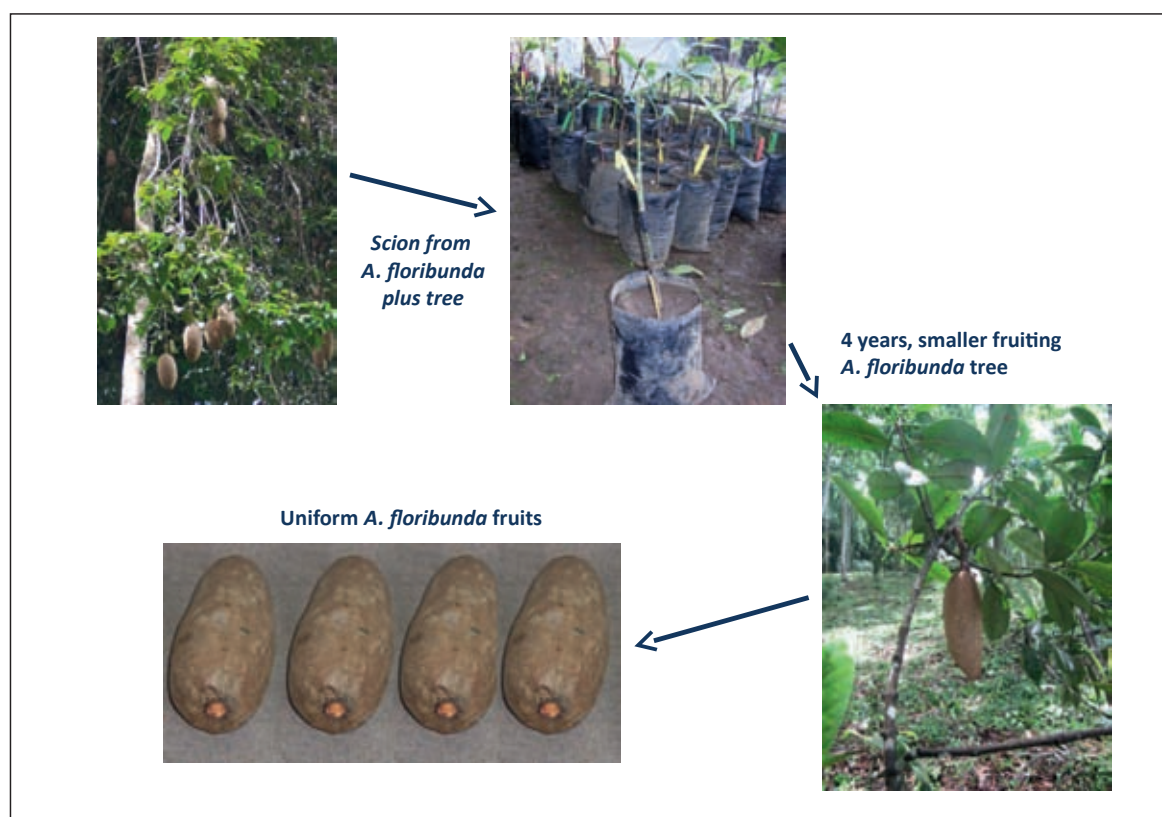 Scion from
A. floribunda
plus tree
4 years, smaller fruiting
A. floribunda tree
Uniform A. floribunda fruits